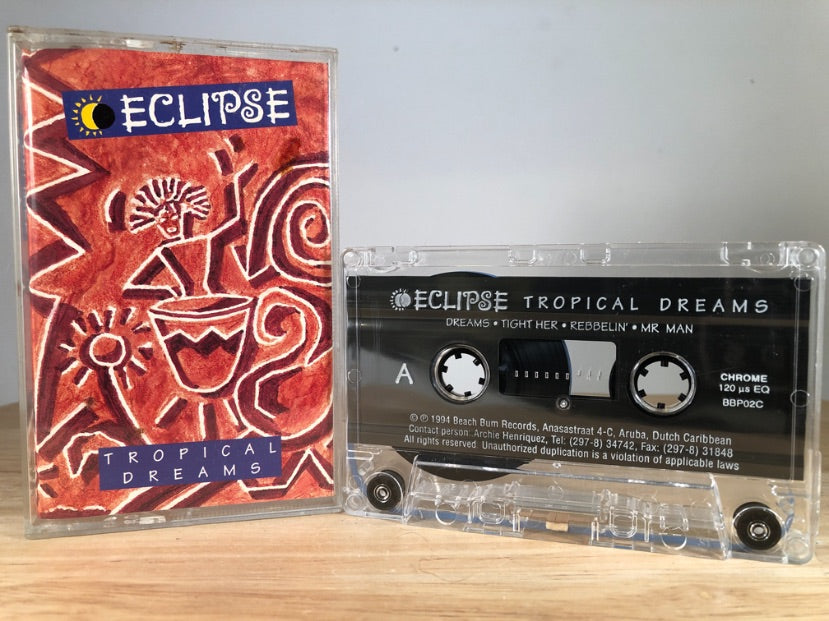 ECLIPSE
TROPICAL
DREAMS
ECLIPSE TROPICAL DREAMS
DREAMS • TIGHT HER • REBBELIN' • MR MAN
A
CHROME
120 µs EQ
BBP02C
© ℗ 1994 Beach Bum Records, Anasastraat 4-C, Aruba, Dutch Caribbean
Contact person: Archie Henriquez, Tel: (297-8) 34742, Fax: (297-8) 31848
All rights reserved. Unauthorized duplication is a violation of applicable laws